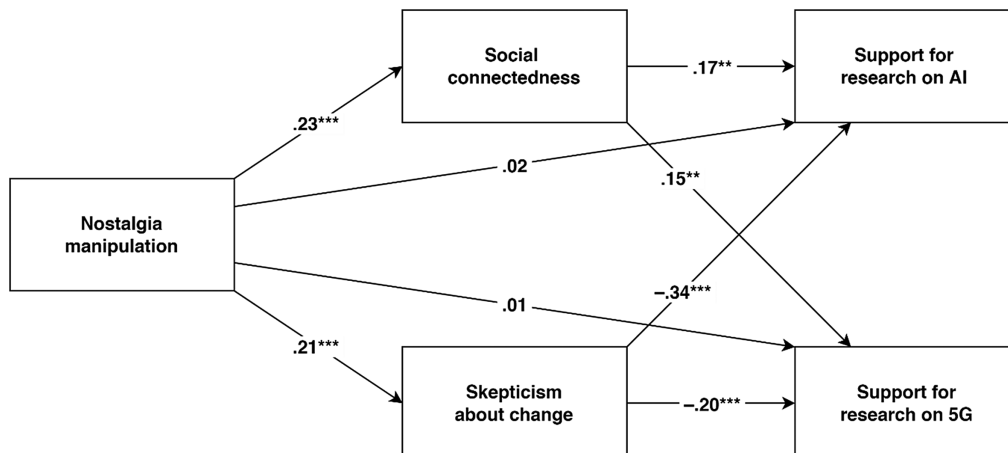 Social
connectedness
.17**
Support for
research on AI
.23***
.02
.15**
Nostalgia
manipulation
–.34***
.01
.21***
Skepticism
about change
–.20***
Support for
research on 5G